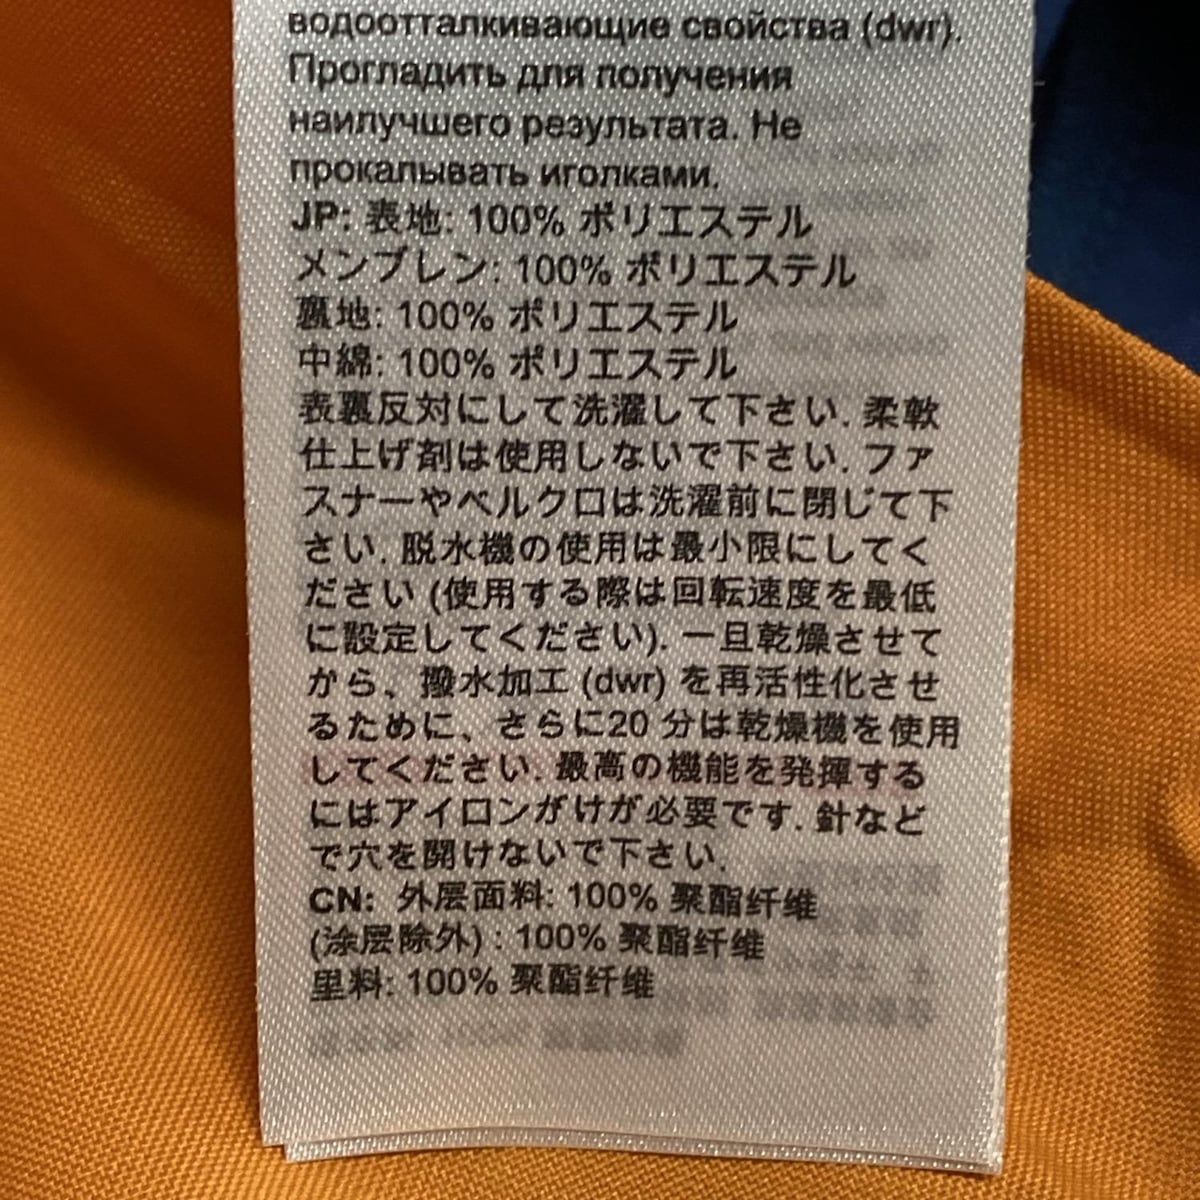 водоотталкивающие свойства (dwr).
Прогладить для получения
наилучшего результата. Не
прокалывать иголками.
JP: 表地: 100% ポリエステル
メンブレン: 100% ポリエステル
裏地: 100% ポリエステル
中綿: 100% ポリエステル
表裏反対にして洗濯して下さい. 柔軟
仕上げ剤は使用しないで下さい. ファ
スナーやベルクロは洗濯前に閉じて下
さい. 脱水機の使用は最小限にしてく
ださい (使用する際は回転速度を最低
に設定してください). 一旦乾燥させて
から、撥水加工 (dwr) を再活性化させ
るために、さらに20 分は乾燥機を使用
してください. 最高の機能を発揮する
にはアイロンがけが必要です. 針など
で穴を開けないで下さい.
CN: 外层面料: 100% 聚酯纤维
(涂层除外) : 100% 聚酯纤维
里料: 100% 聚酯纤维